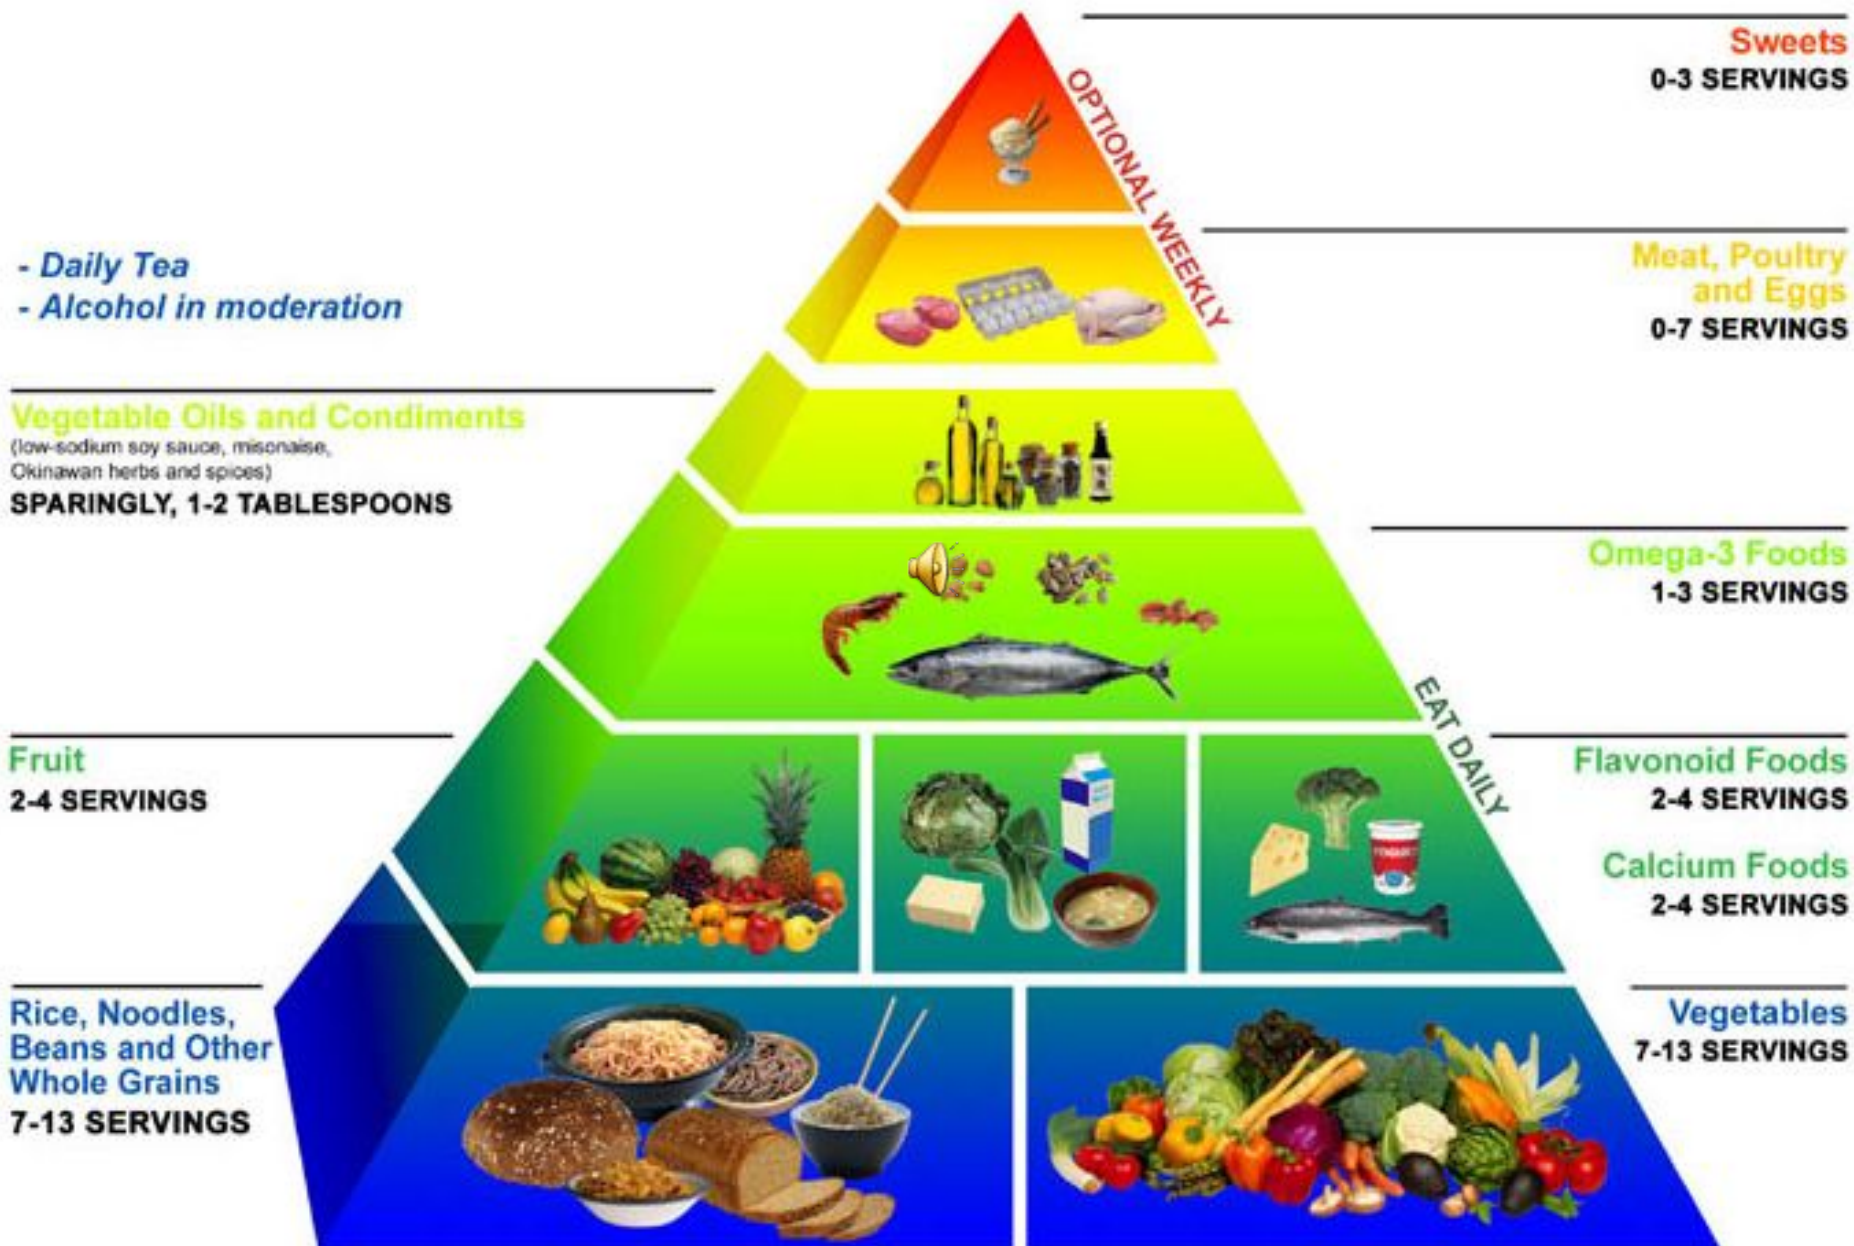 Sweets
0-3 SERVINGS
OPTIONAL WEEKLY
Meat, Poultry
and Eggs
0-7 SERVINGS
- Daily Tea
- Alcohol in moderation
Vegetable Oils and Condiments
(low-sodium soy sauce, misonaise,
Okinawan herbs and spices)
SPARINGLY, 1-2 TABLESPOONS
Omega-3 Foods
1-3 SERVINGS
EAT DAILY
Fruit
2-4 SERVINGS
Flavonoid Foods
2-4 SERVINGS
Calcium Foods
2-4 SERVINGS
Rice, Noodles,
Beans and Other
Whole Grains
7-13 SERVINGS
Vegetables
7-13 SERVINGS